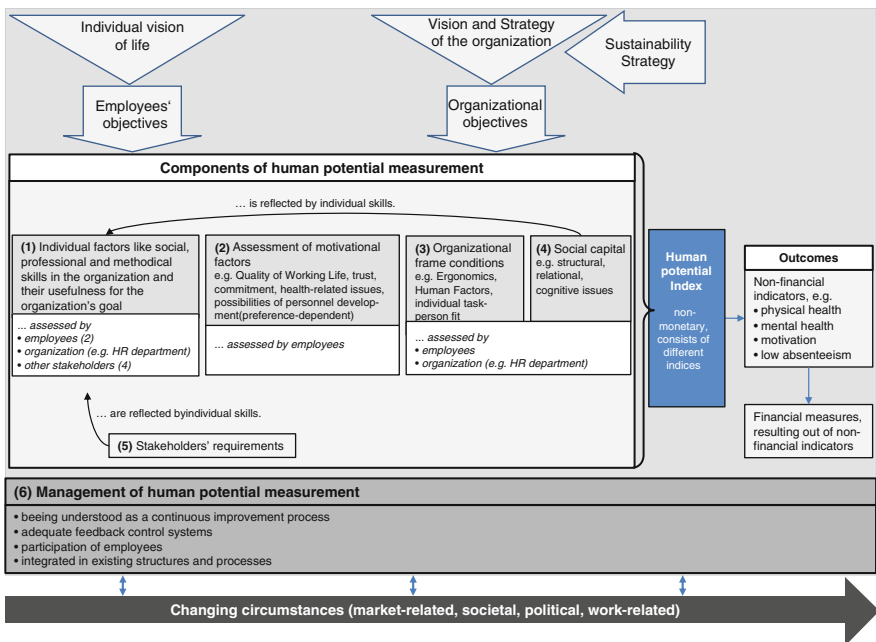 Individual vision
of life
Vision and Strategy
of the organization
Sustainability
Strategy
Employees‘
objectives
Organizational
objectives
Components of human potential measurement
… is reflected by individual skills.
(1) Individual factors like social,
professional and methodical
skills in the organization and
their usefulness for the
organization’s goal
... assessed by
• employees (2)
• organization (e.g. HR department)
• other stakeholders (4)
(2) Assessment of motivational
factors
e.g. Quality of Working Life, trust,
commitment, health-related issues,
possibilities of personnel develop-
ment(preference-dependent)
... assessed by employees
(3) Organizational
frame conditions
e.g. Ergonomics,
Human Factors,
individual task-
person fit
(4) Social capital
e.g. structural,
relational,
cognitive issues
... assessed by
• employees
• organization (e.g. HR department)
… are reflected byindividual skills.
(5) Stakeholders’ requirements
Human
potential
Index
non-
monetary,
consists of
different
indices
Outcomes
Non-financial
indicators, e.g.
• physical health
• mental health
• motivation
• low absenteeism
Financial measures,
resulting out of non-
financial indicators
(6) Management of human potential measurement
• beeing understood as a continuous improvement process
• adequate feedback control systems
• participation of employees
• integrated in existing structures and processes
Changing circumstances (market-related, societal, political, work-related)